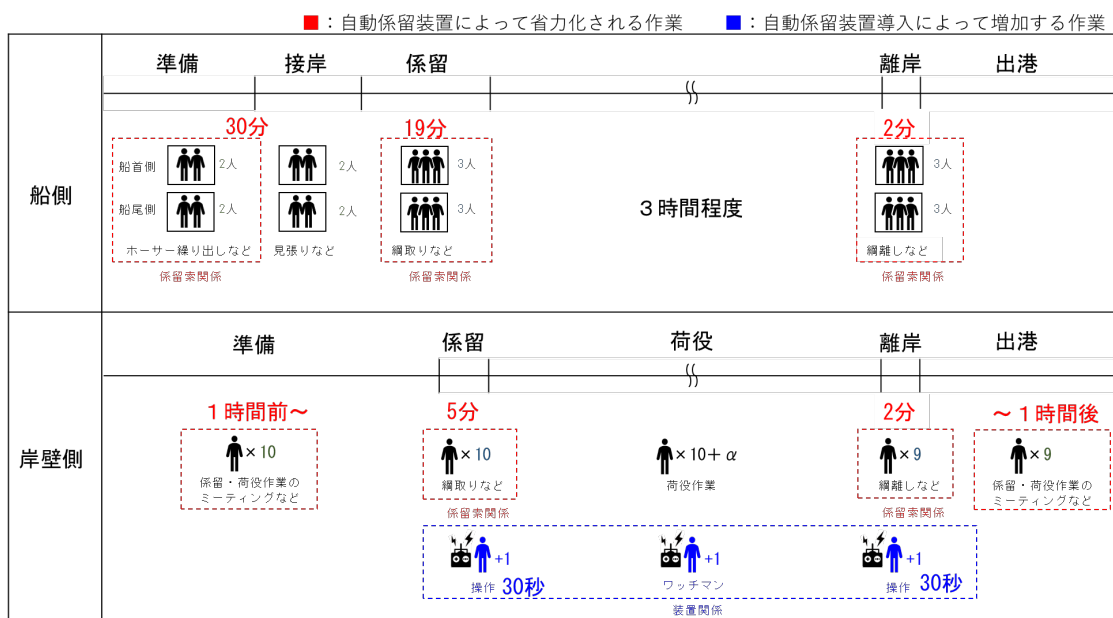 ■：自動係留装置によって省力化される作業 ■：自動係留装置導入によって増加する作業
準備 接岸 係留 離岸 出港
30分 19分 2分
船側
船首側 2人 2人 3人 3人
船尾側 2人 2人 3人 3人
3時間程度
ホーサー繰り出しなど 見張りなど 綱取りなど 綱離しなど
係留索関係 係留索関係 係留索関係
準備 係留 荷役 離岸 出港
1時間前～ 5分 2分 ～1時間後
岸壁側
×10 ×10 ×10＋α ×9 ×9
係留・荷役作業の
ミーティングなど
綱取りなど 荷役作業 綱離しなど
係留・荷役作業の
ミーティングなど
係留索関係 係留索関係
+1 +1 +1
操作 30秒 ワッチマン 操作 30秒
装置関係